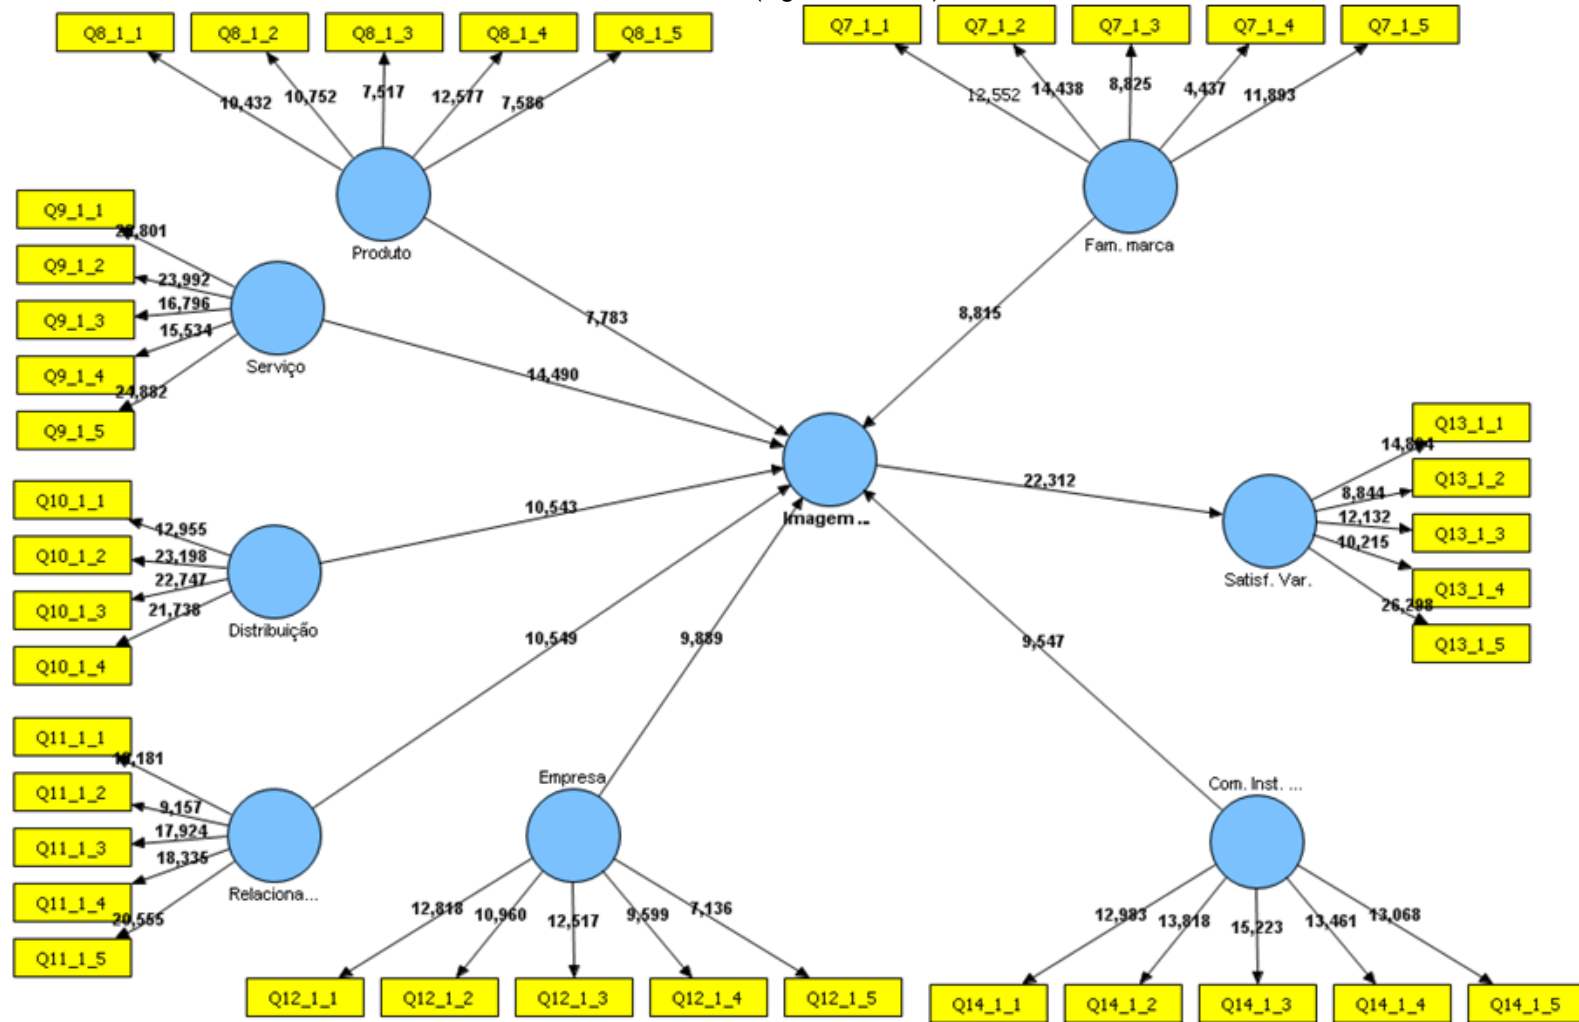 Q8_1_1
Q8_1_2
Q8_1_3
Q8_1_4
Q8_1_5
Q7_1_1
Q7_1_2
Q7_1_3
Q7_1_4
Q7_1_5
10,432
10,752
7,517
12,577
7,586
12,552
14,438
8,825
4,437
11,893
Produto
Fam. marca
Q9_1_1
Q9_1_2
Q9_1_3
Q9_1_4
Q9_1_5
23,992
16,796
15,534
24,882
Serviço
7,783
8,815
14,490
Imagem ...
22,312
Q13_1_1
Q13_1_2
Q13_1_3
Q13_1_4
Q13_1_5
8,844
12,132
10,215
26,298
Satisf. Var.
Q10_1_1
Q10_1_2
Q10_1_3
Q10_1_4
12,955
23,198
22,747
21,738
Distribuição
10,543
10,549
9,889
9,547
Q11_1_1
Q11_1_2
Q11_1_3
Q11_1_4
Q11_1_5
9,157
17,924
18,335
20,555
Relaciona...
Empresa
12,818
10,960
12,517
9,599
7,136
Q12_1_1
Q12_1_2
Q12_1_3
Q12_1_4
Q12_1_5
Com. Inst. ...
12,983
13,818
15,223
13,461
13,068
Q14_1_1
Q14_1_2
Q14_1_3
Q14_1_4
Q14_1_5